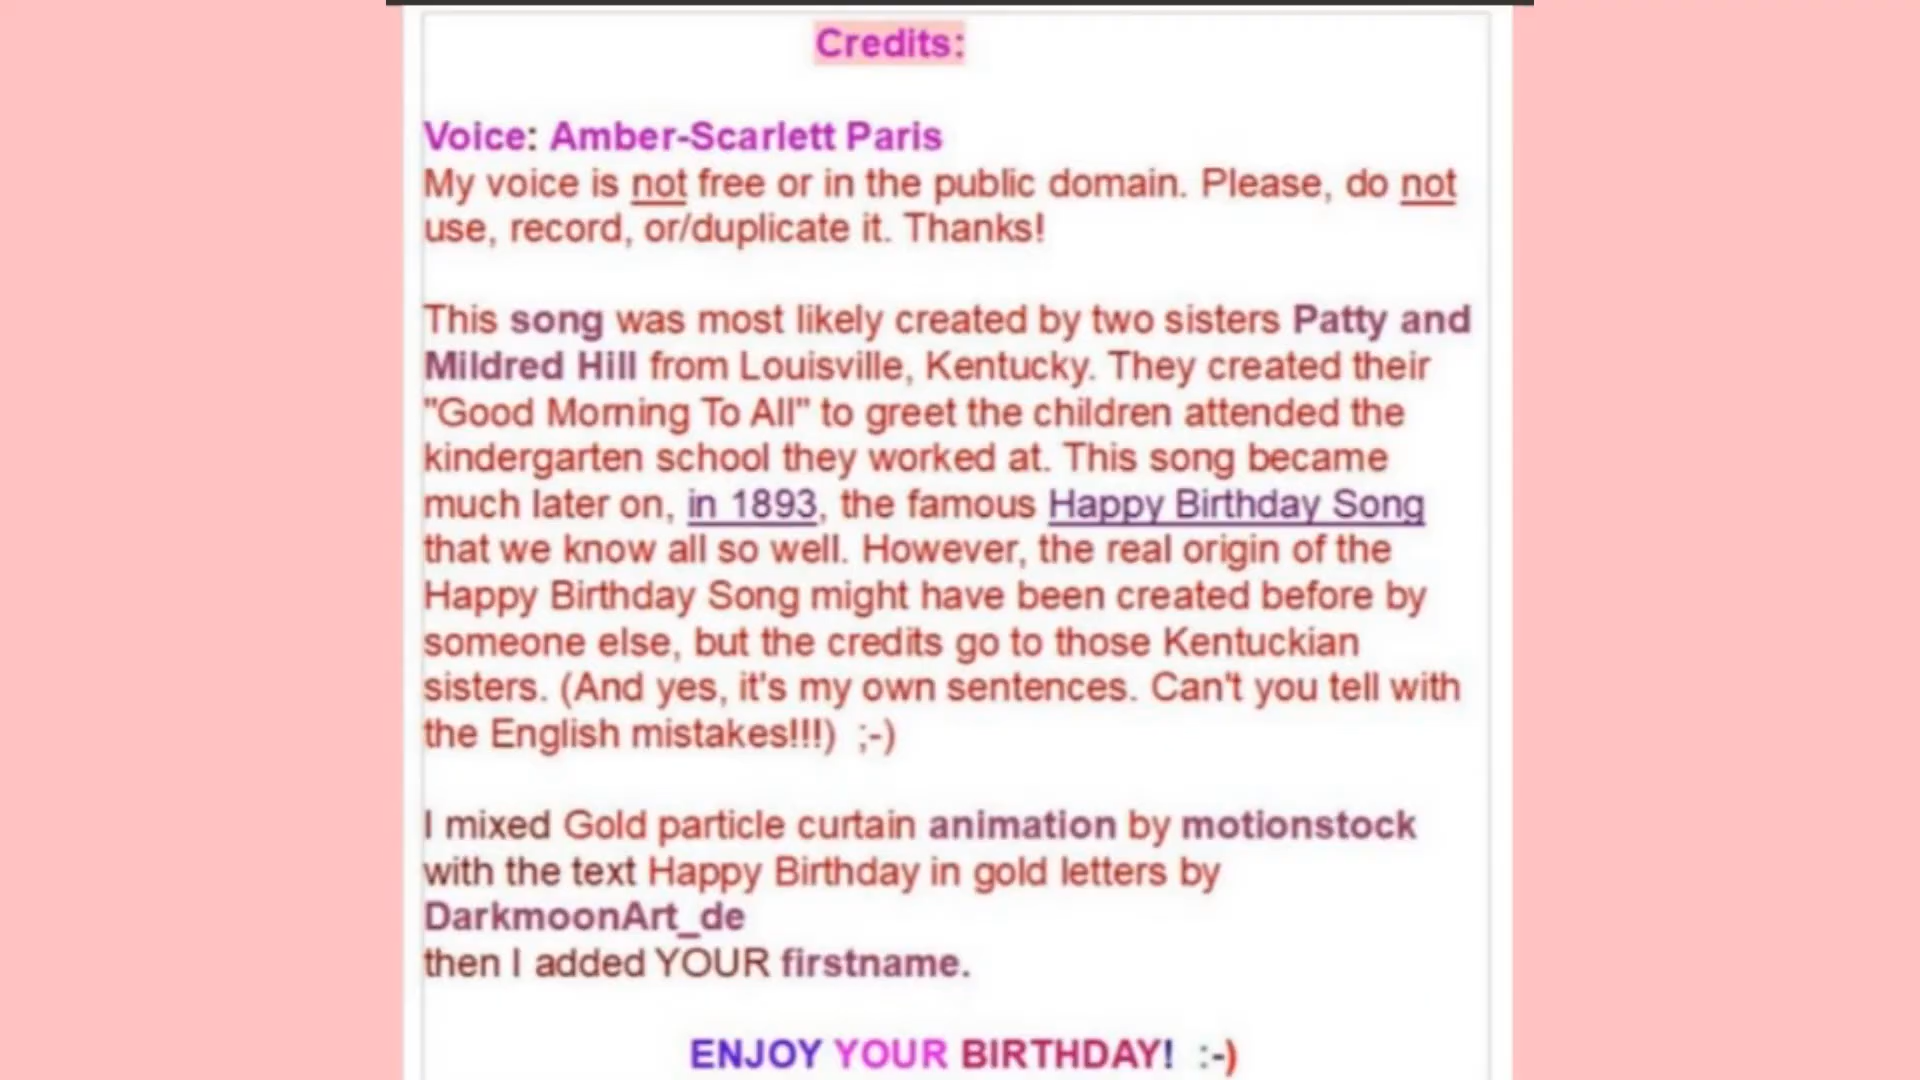 Credits:
Voice: Amber-Scarlett Paris
My voice is not free or in the public domain. Please, do not
use, record, or/duplicate it. Thanks!
This song was most likely created by two sisters Patty and
Mildred Hill from Louisville, Kentucky. They created their
"Good Morning To All" to greet the children attended the
kindergarten school they worked at. This song became
much later on, in 1893, the famous Happy Birthday Song
that we know all so well. However, the real origin of the
Happy Birthday Song might have been created before by
someone else, but the credits go to those Kentuckian
sisters. (And yes, it's my own sentences. Can't you tell with
the English mistakes!!!)  ;-)
I mixed Gold particle curtain animation by motionstock
with the text Happy Birthday in gold letters by
DarkmoonArt_de
then I added YOUR firstname.
ENJOY YOUR BIRTHDAY!  :-)